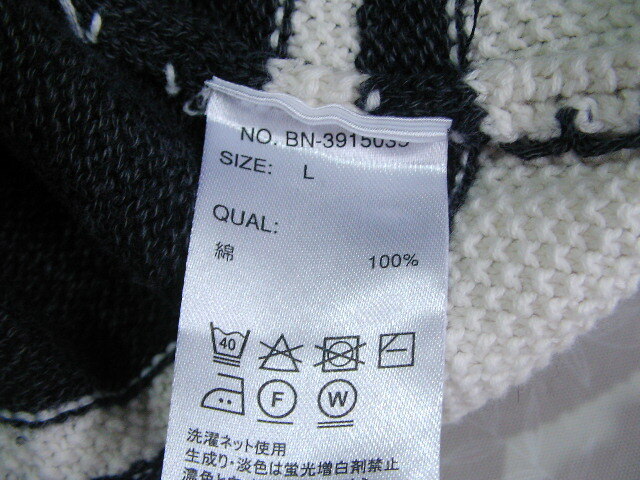 NO. BN-3915035
SIZE: L
QUAL:
綿 100%
40
F W
洗濯ネット使用
生成り・淡色は蛍光増白剤禁止